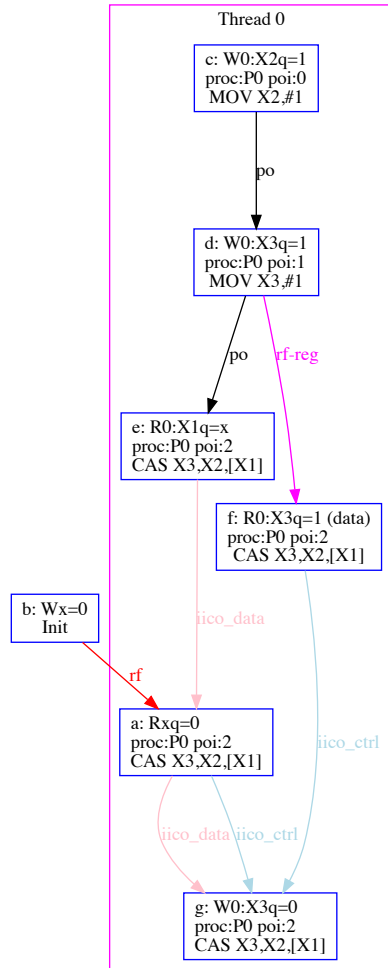 Thread 0
c: W0:X2q=1
proc:P0 poi:0
MOV X2,#1
po
d: W0:X3q=1
proc:P0 poi:1
MOV X3,#1
po
rf-reg
e: R0:X1q=x
proc:P0 poi:2
CAS X3,X2,[X1]
f: R0:X3q=1 (data)
proc:P0 poi:2
CAS X3,X2,[X1]
b: Wx=0
Init
iico_data
rf
a: Rxq=0
proc:P0 poi:2
CAS X3,X2,[X1]
iico_ctrl
iico_data
iico_ctrl
g: W0:X3q=0
proc:P0 poi:2
CAS X3,X2,[X1]